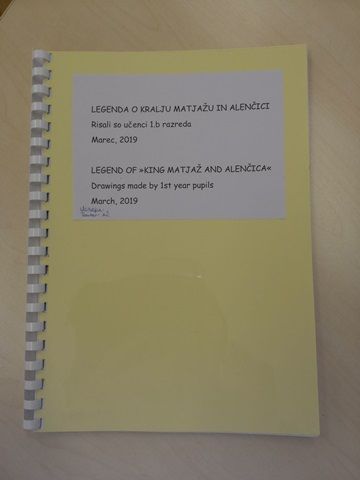 LEGENDA O KRALJU MATJAŽU IN ALENČICI
Risali so učenci 1.b razreda
Marec, 2019
LEGEND OF »KING MATJAŽ AND ALENČICA«
Drawings made by 1st year pupils
March, 2019